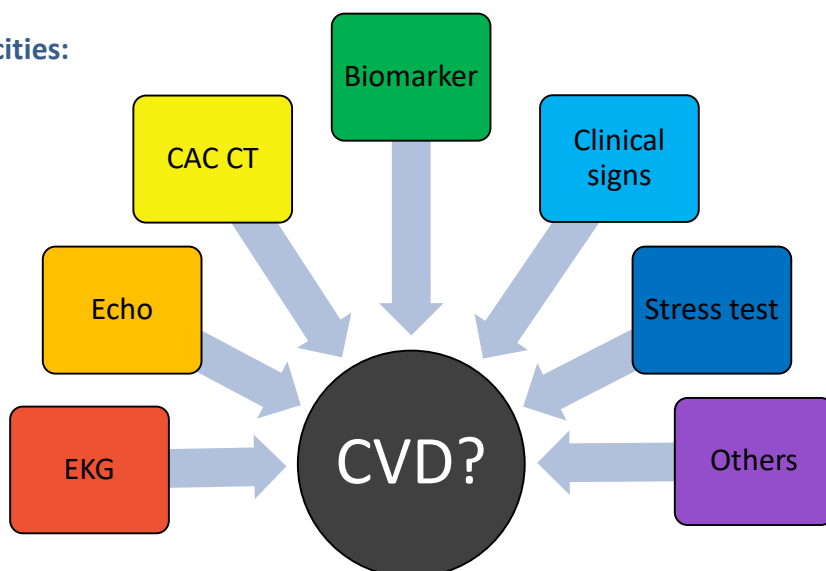 cities:
Biomarker
CAC CT
Clinical
signs
Echo
Stress test
EKG
CVD?
Others